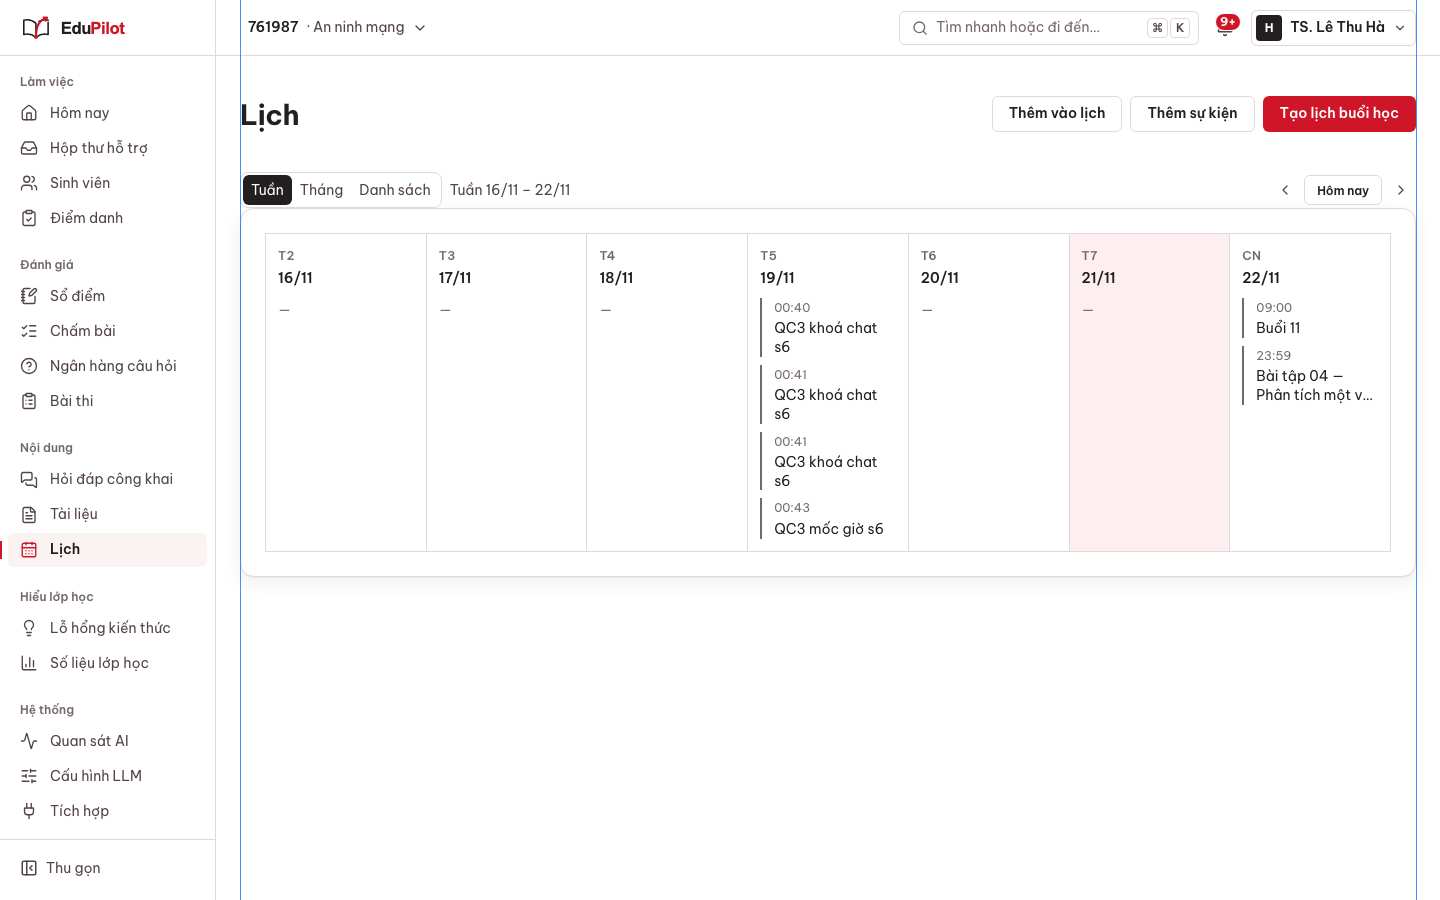 EduPilot
761987 · An ninh mạng
Tìm nhanh hoặc đi đến...
⌘ K
9+
H
TS. Lê Thu Hà
Làm việc
Hôm nay
Hộp thư hỗ trợ
Sinh viên
Điểm danh
Đánh giá
Sổ điểm
Chấm bài
Ngân hàng câu hỏi
Bài thi
Nội dung
Hỏi đáp công khai
Tài liệu
Lịch
Hiểu lớp học
Lỗ hổng kiến thức
Số liệu lớp học
Hệ thống
Quan sát AI
Cấu hình LLM
Tích hợp
Thu gọn
Lịch
Thêm vào lịch
Thêm sự kiện
Tạo lịch buổi học
Tuần
Tháng
Danh sách
Tuần 16/11 – 22/11
Hôm nay
T2
16/11
—
T3
17/11
—
T4
18/11
—
T5
19/11
00:40
QC3 khoá chat
s6
00:41
QC3 khoá chat
s6
00:41
QC3 khoá chat
s6
00:43
QC3 mốc giờ s6
T6
20/11
—
T7
21/11
—
CN
22/11
09:00
Buổi 11
23:59
Bài tập 04 —
Phân tích một v...